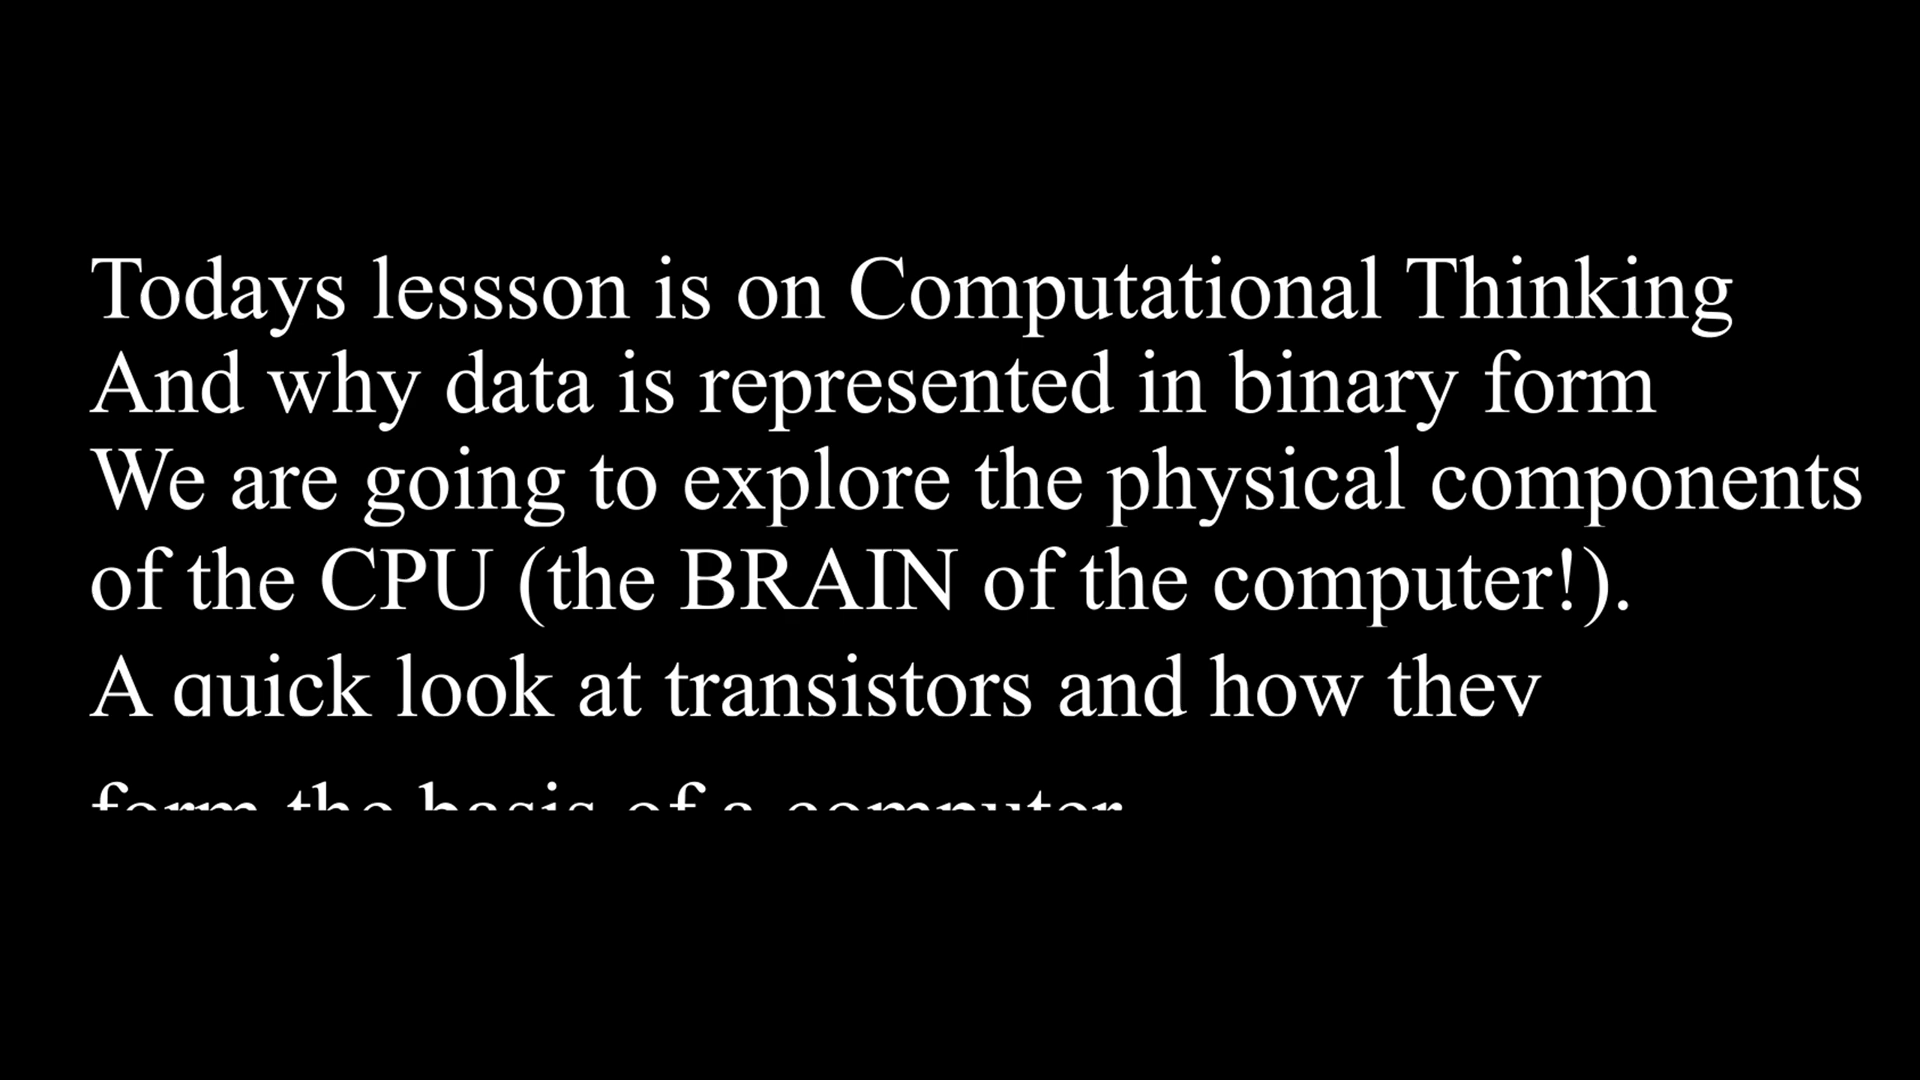 Todays lessson is on Computational Thinking
And why data is represented in binary form
We are going to explore the physical components
of the CPU (the BRAIN of the computer!).
A quick look at transistors and how they
form the basis of a computer